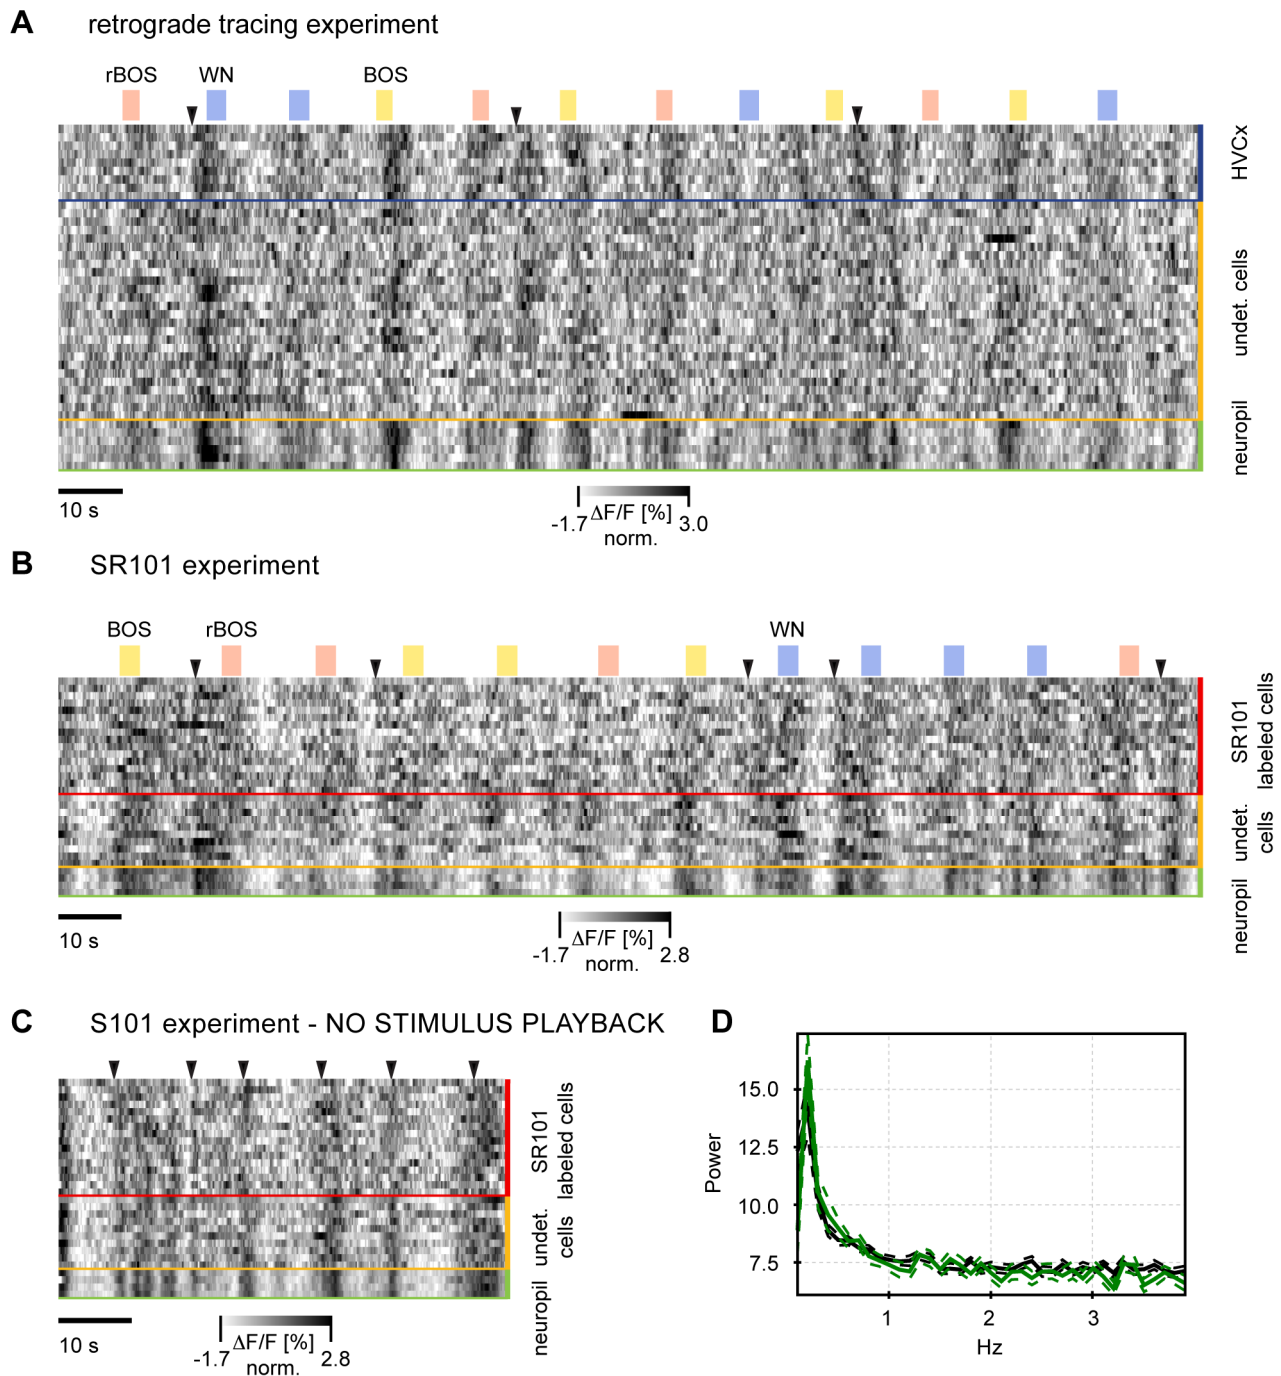 A
retrograde tracing experiment
rBOS WN BOS
HVCx
undet. cells
neuropil
10 s
-1.7 ΔF/F [%] 3.0
norm.
B
SR101 experiment
BOS rBOS WN
SR101
labeled cells
undet.
cells
neuropil
10 s
-1.7 ΔF/F [%] 2.8
norm.
C
S101 experiment - NO STIMULUS PLAYBACK
SR101
labeled cells
undet.
cells
neuropil
10 s
-1.7 ΔF/F [%] 2.8
norm.
D
Power
15.0
12.5
10.0
7.5
1 2 3
Hz